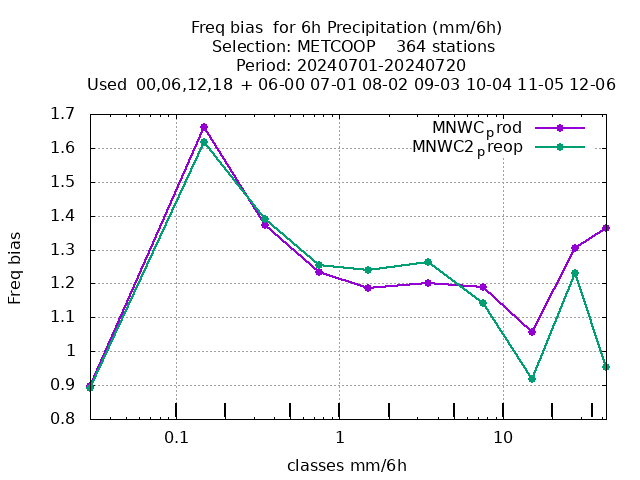 Freq bias  for 6h Precipitation (mm/6h)
Selection: METCOOP    364 stations
Period: 20240701-20240720
Used  00,06,12,18  + 06-00 07-01 08-02 09-03 10-04 11-05 12-06
MNWCprod
MNWC2preop
Freq bias
1.7
1.6
1.5
1.4
1.3
1.2
1.1
1
0.9
0.8
0.1
1
10
classes mm/6h